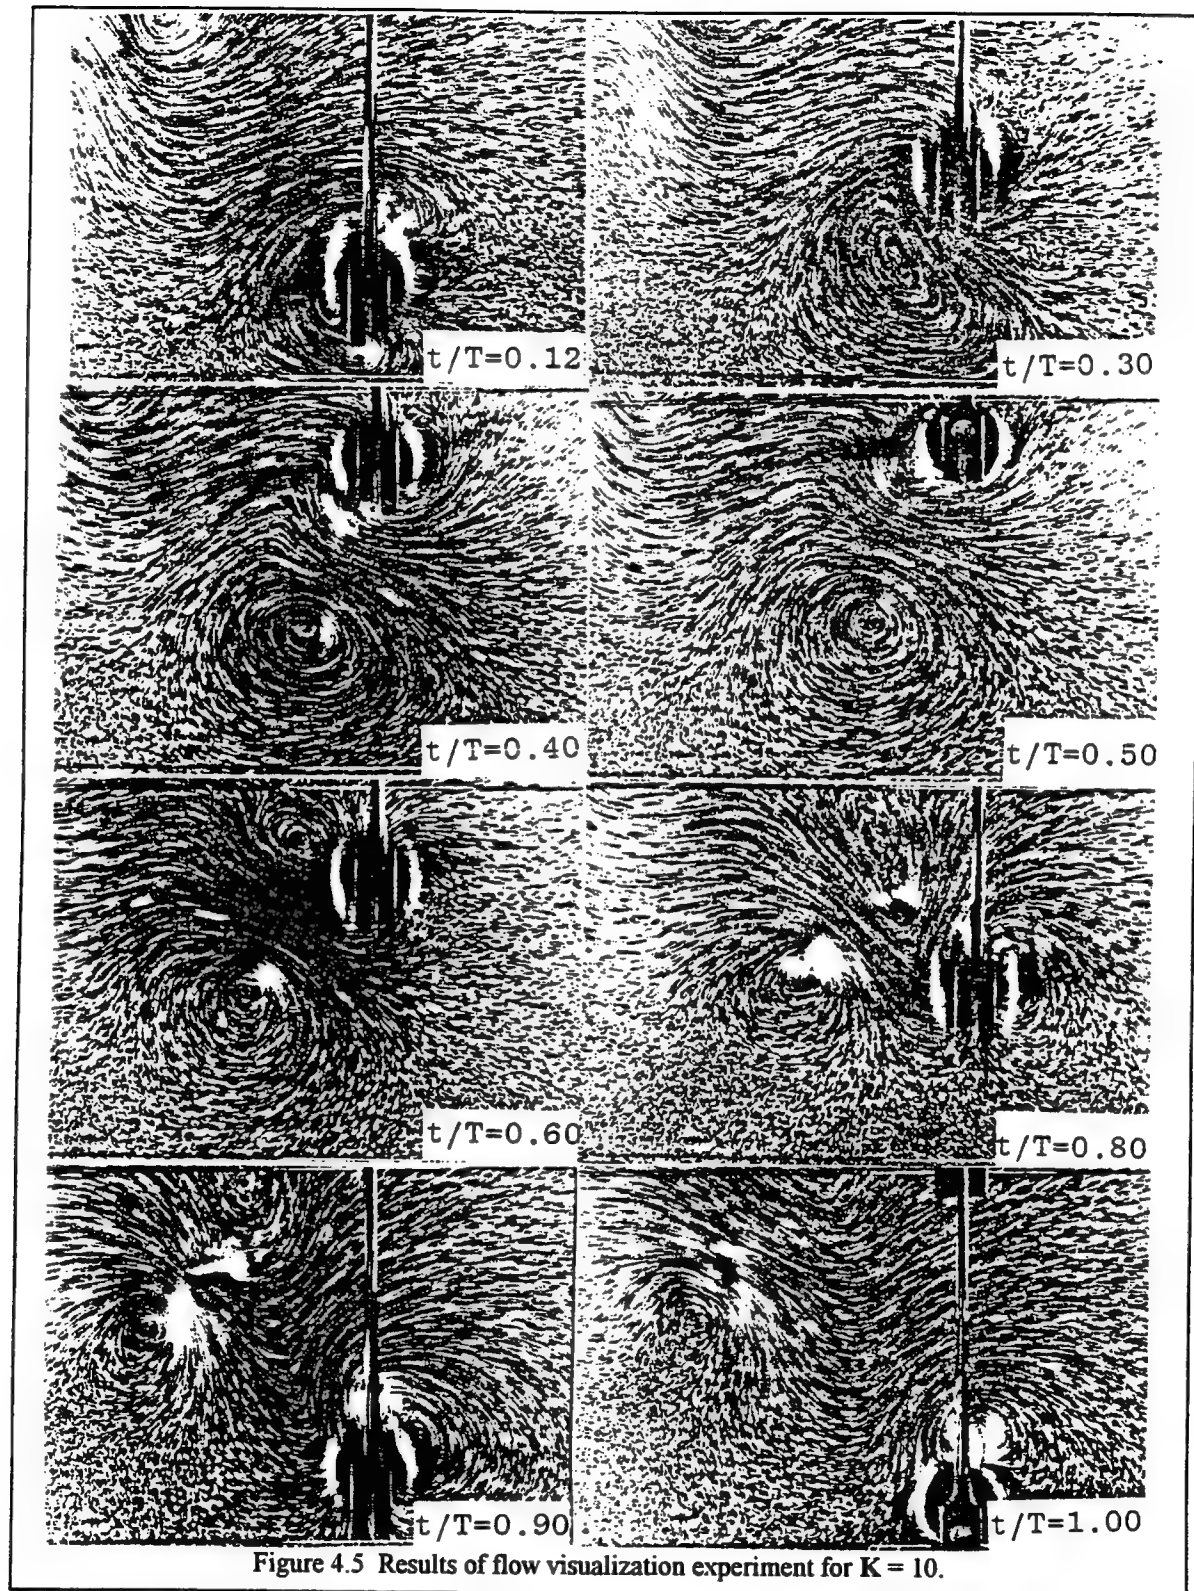 t/T=0.12
t/T=0.30
t/T=0.40
t/T=0.50
t/T=0.60
t/T=0.80
t/T=0.90
t/T=1.00
Figure 4.5 Results of flow visualization experiment for K = 10.